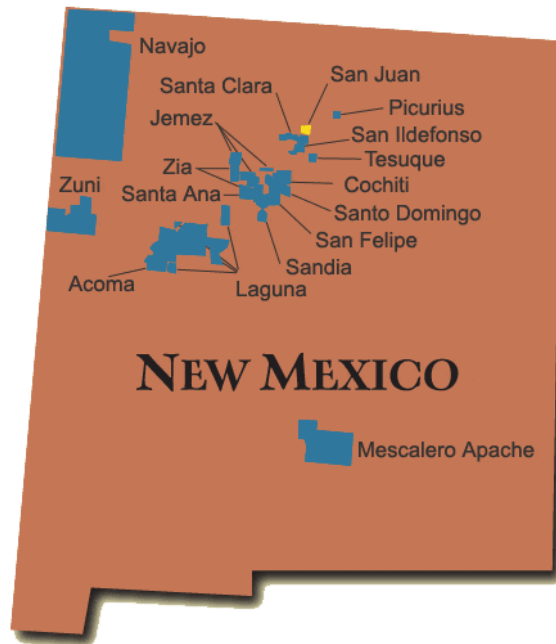 Navajo
San Juan
Santa Clara
Picurius
Jemez
San Ildefonso
Tesuque
Zia
Zuni
Cochiti
Santa Ana
Santo Domingo
San Felipe
Sandia
Acoma
Laguna
NEW MEXICO
Mescalero Apache